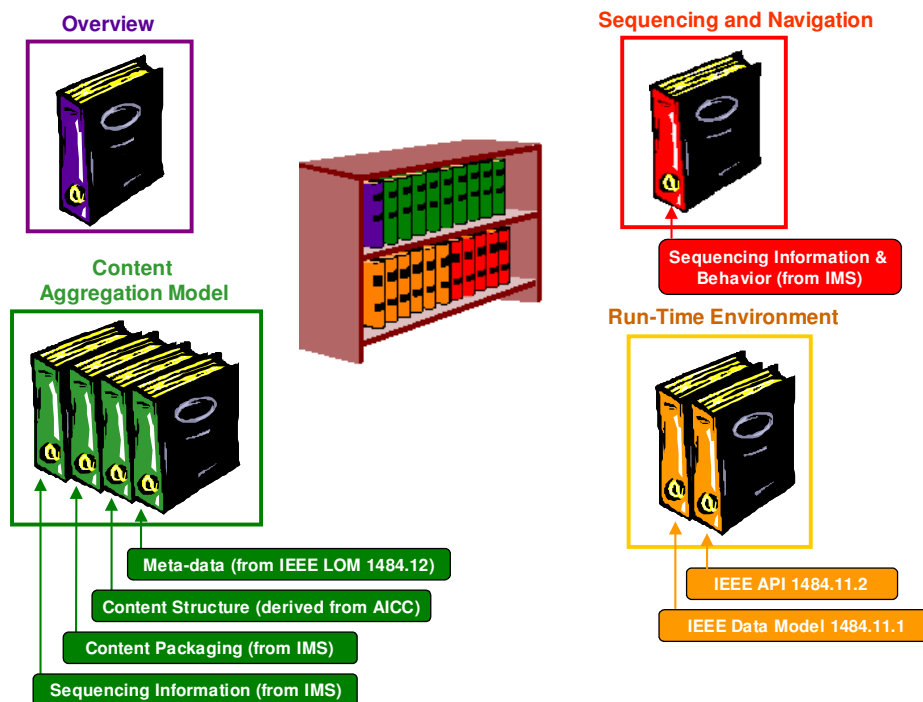 Overview
Sequencing and Navigation
Sequencing Information &
Behavior (from IMS)
Content
Aggregation Model
Run-Time Environment
Meta-data (from IEEE LOM 1484.12)
Content Structure (derived from AICC)
Content Packaging (from IMS)
Sequencing Information (from IMS)
IEEE API 1484.11.2
IEEE Data Model 1484.11.1